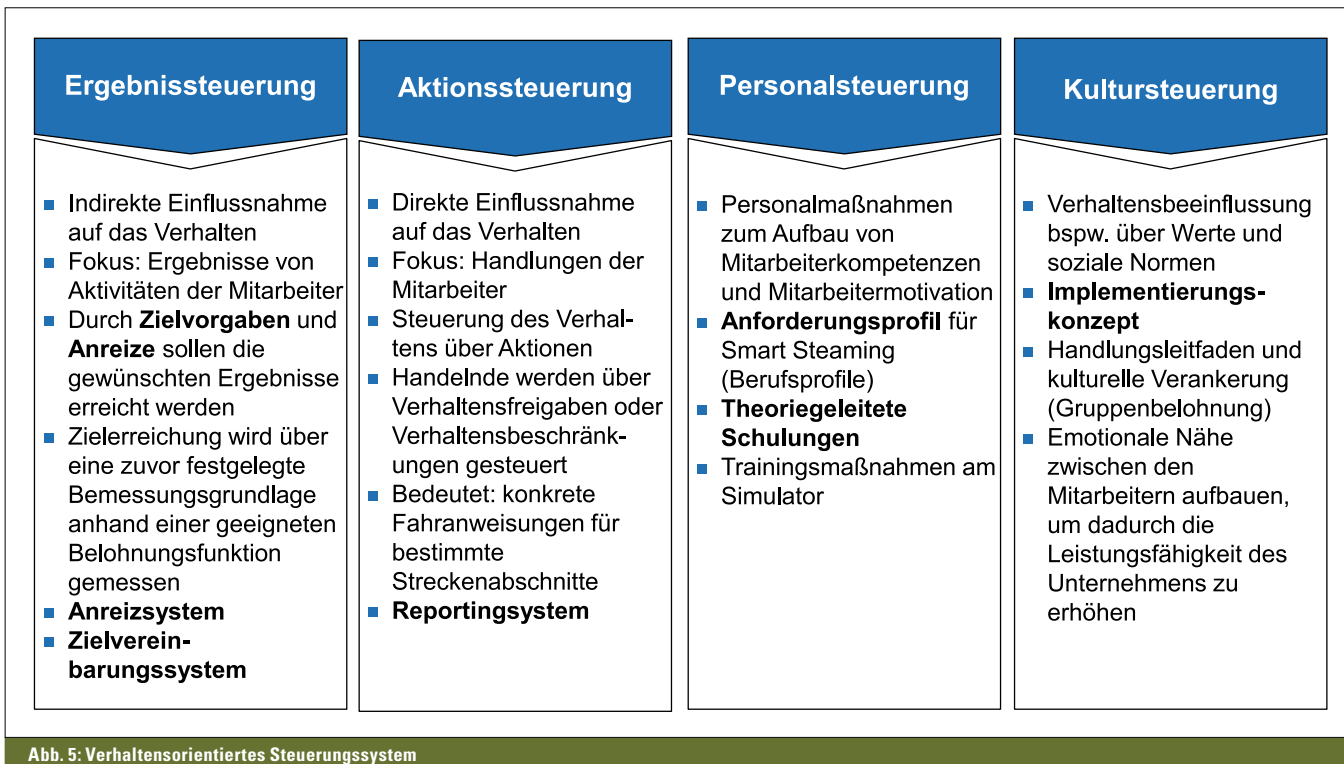 Ergebnissteuerung
■ Indirekte Einflussnahme
auf das Verhalten
■ Fokus: Ergebnisse von
Aktivitäten der Mitarbeiter
■ Durch Zielvorgaben und
Anreize sollen die
gewünschten Ergebnisse
erreicht werden
■ Zielerreichung wird über
eine zuvor festgelegte
Bemessungsgrundlage
anhand einer geeigneten
Belohnungsfunktion
gemessen
■ Anreizsystem
■ Zielverein-
barungssystem
Aktionssteuerung
■ Direkte Einflussnahme
auf das Verhalten
■ Fokus: Handlungen der
Mitarbeiter
■ Steuerung des Verhal-
tens über Aktionen
■ Handelnde werden über
Verhaltensfreigaben oder
Verhaltensbeschränk-
ungen gesteuert
■ Bedeutet: konkrete
Fahranweisungen für
bestimmte
Streckenabschnitte
■ Reportingsystem
Personalsteuerung
■ Personalmaßnahmen
zum Aufbau von
Mitarbeiterkompetenzen
und Mitarbeitermotivation
■ Anforderungsprofil für
Smart Steaming
(Berufsprofile)
■ Theoriegeleitete
Schulungen
■ Trainingsmaßnahmen am
Simulator
Kultursteuerung
■ Verhaltensbeeinflussung
bspw. über Werte und
soziale Normen
■ Implementierungs-
konzept
■ Handlungsleitfaden und
kulturelle Verankerung
(Gruppenbelohnung)
■ Emotionale Nähe
zwischen den
Mitarbeitern aufbauen,
um dadurch die
Leistungsfähigkeit des
Unternehmens zu
erhöhen
Abb. 5: Verhaltensorientiertes Steuerungssystem